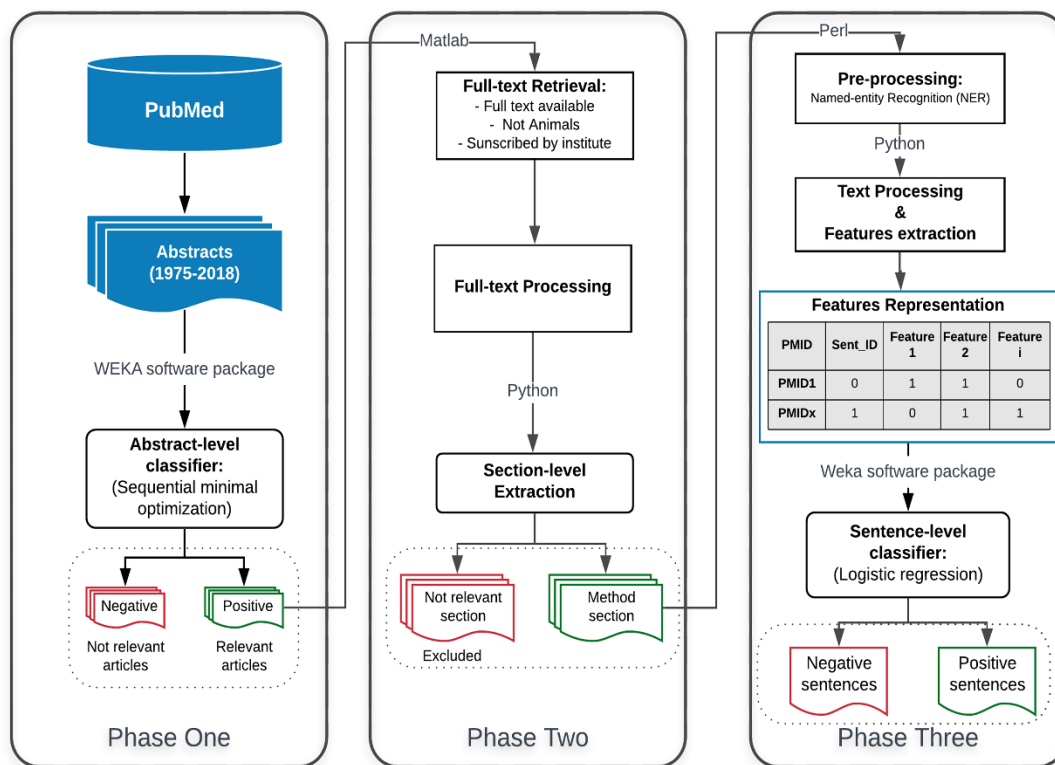 PubMed
Abstracts
(1975-2018)
WEKA software package
Abstract-level
classifier:
(Sequential minimal
optimization)
Negative
Positive
Not relevant
articles
Relevant
articles
Phase One
Matlab
Full-text Retrieval:
- Full text available
- Not Animals
- Sunscribed by institute
Full-text Processing
Python
Section-level
Extraction
Not relevant
section
Method
section
Excluded
Phase Two
Perl
Pre-processing:
Named-entity Recognition (NER)
Python
Text Processing
&
Features extraction
Features Representation
PMID Sent_ID Feature 1 Feature 2 Feature i
PMID1 0 1 1 0
PMIDx 1 0 1 1
Weka software package
Sentence-level
classifier:
(Logistic regression)
Negative
sentences
Positive
sentences
Phase Three